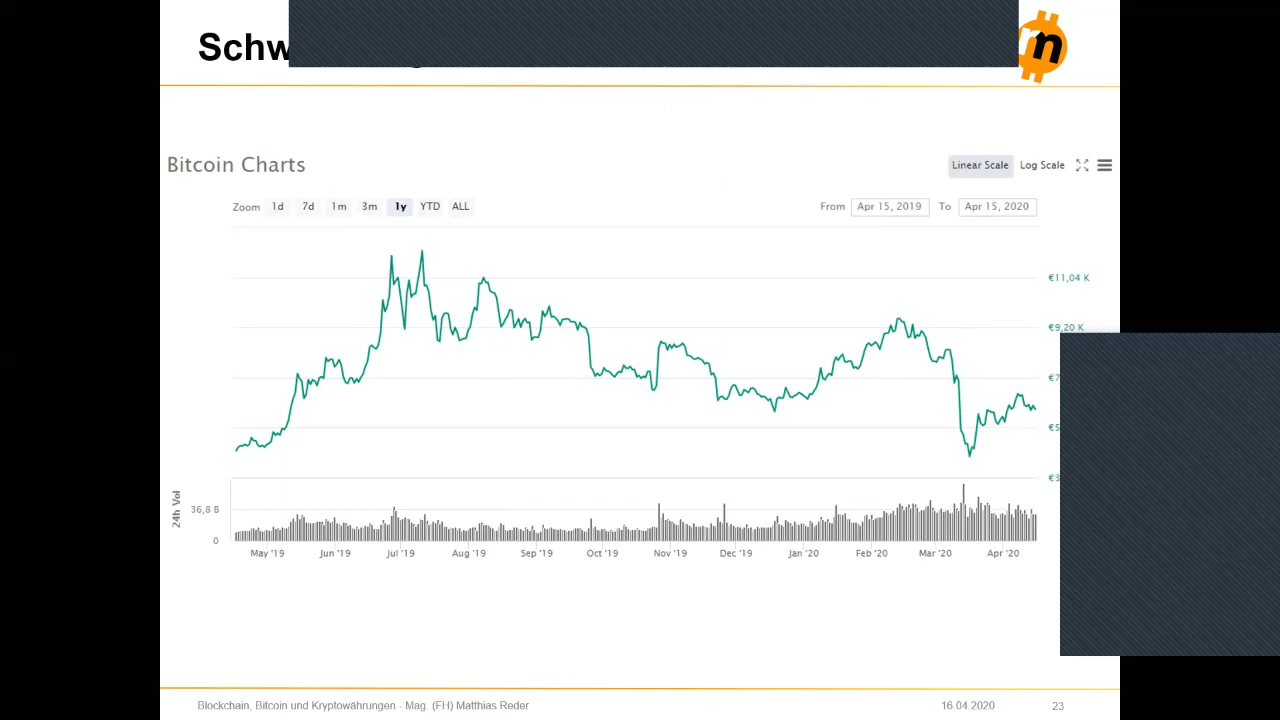 Bitcoin Charts
Linear Scale Log Scale
Zoom 1d 7d 1m 3m 1y YTD ALL
From Apr 15, 2019 To Apr 15, 2020
€11,04 K
€9,20 K
24h Vol
36,8 B
0
May '19 Jun '19 Jul '19 Aug '19 Sep '19 Oct '19 Nov '19 Dec '19 Jan '20 Feb '20 Mar '20 Apr '20
Blockchain, Bitcoin und Kryptowährungen - Mag. (FH) Matthias Reder 16.04.2020 23